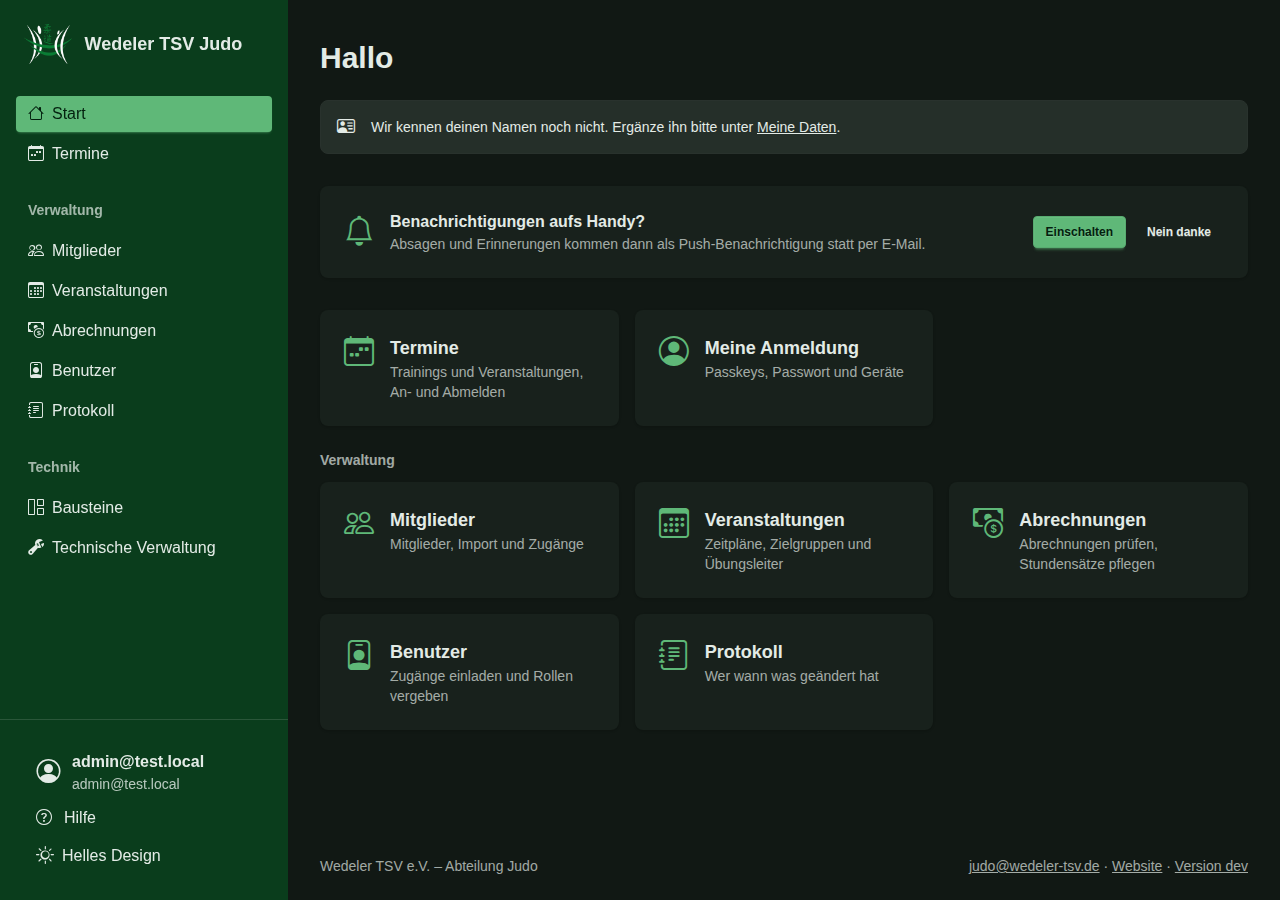 Wedeler TSV Judo
Start
Termine
Verwaltung
Mitglieder
Veranstaltungen
Abrechnungen
Benutzer
Protokoll
Technik
Bausteine
Technische Verwaltung
admin@test.local
admin@test.local
Hilfe
Helles Design
Hallo
Wir kennen deinen Namen noch nicht. Ergänze ihn bitte unter Meine Daten.
Benachrichtigungen aufs Handy?
Absagen und Erinnerungen kommen dann als Push-Benachrichtigung statt per E-Mail.
Einschalten
Nein danke
Termine
Trainings und Veranstaltungen,
An- und Abmelden
Meine Anmeldung
Passkeys, Passwort und Geräte
Verwaltung
Mitglieder
Mitglieder, Import und Zugänge
Veranstaltungen
Zeitpläne, Zielgruppen und
Übungsleiter
Abrechnungen
Abrechnungen prüfen,
Stundensätze pflegen
Benutzer
Zugänge einladen und Rollen
vergeben
Protokoll
Wer wann was geändert hat
Wedeler TSV e.V. – Abteilung Judo
judo@wedeler-tsv.de · Website · Version dev